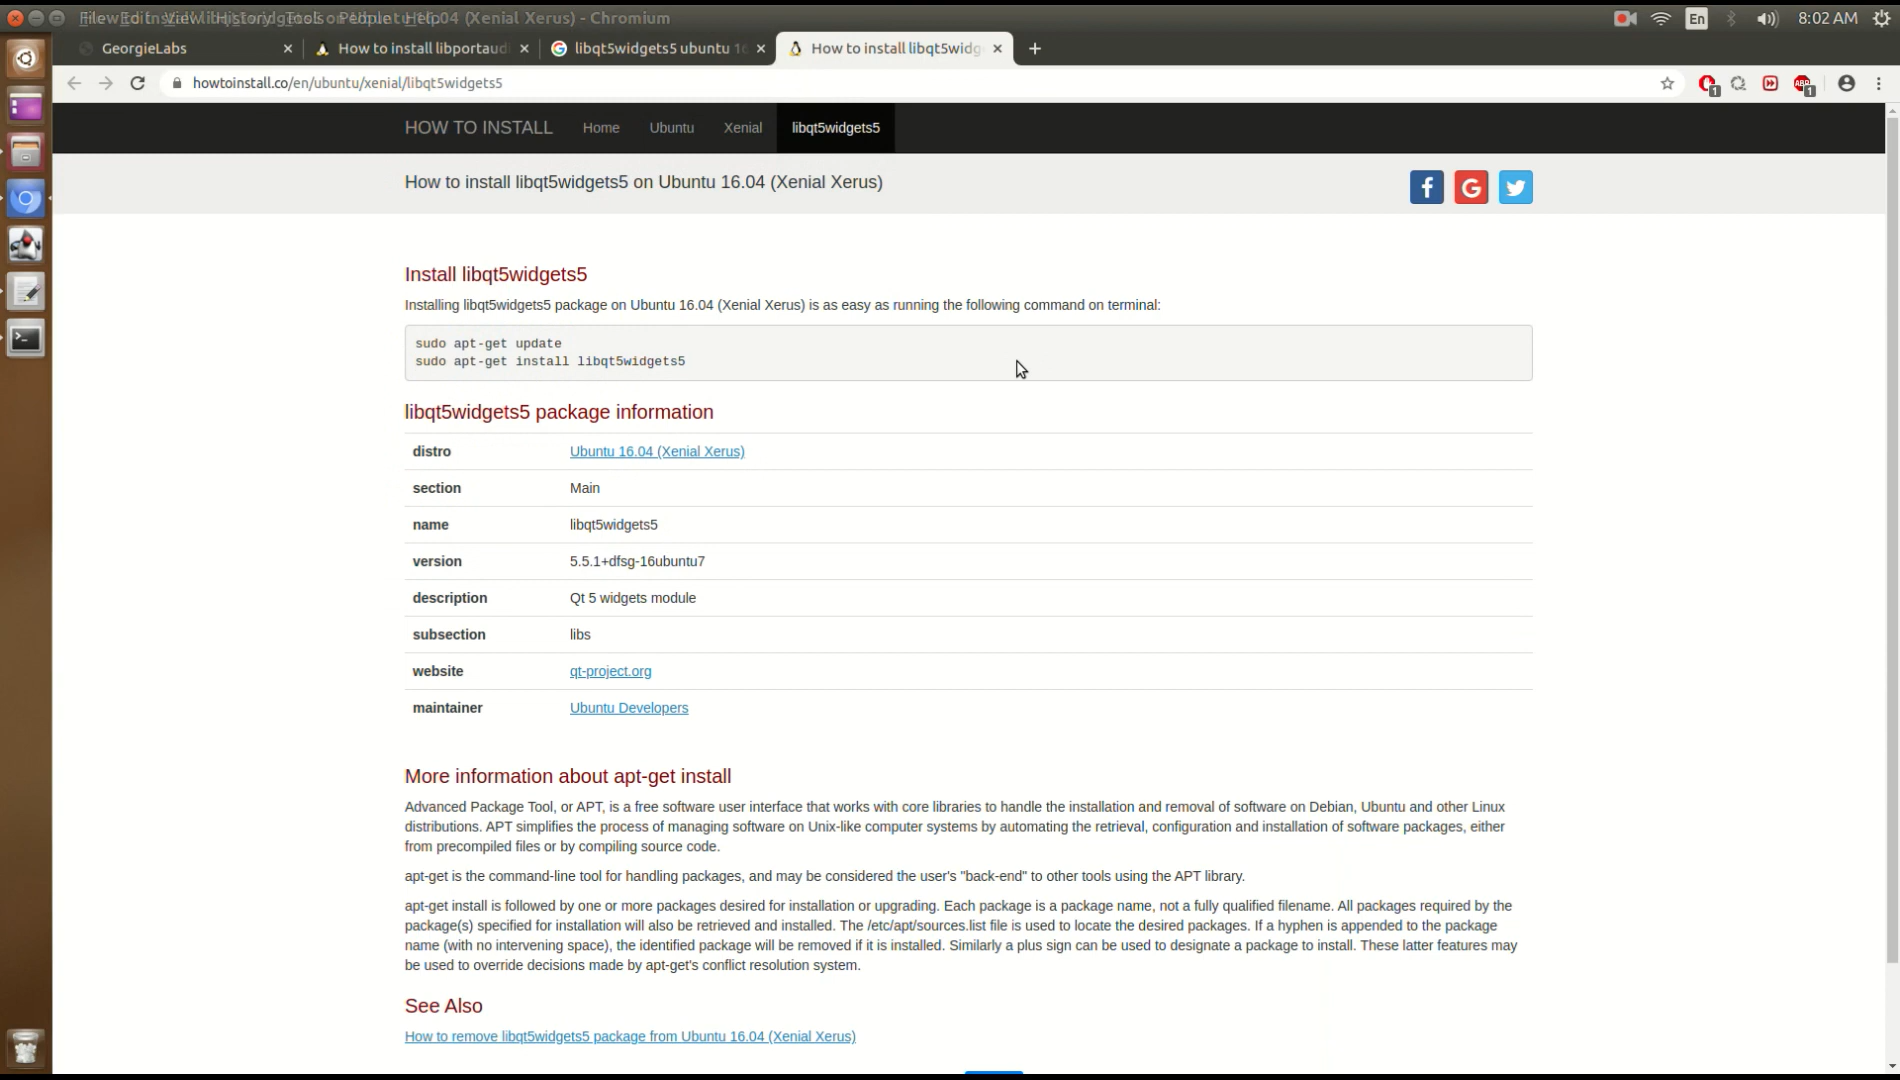 File Edit View History Tools People Help
(Xenial Xerus) - Chromium
En
8:02 AM
GeorgieLabs
How to install libportaudi
libqt5widgets5 ubuntu 16
How to install libqt5widg
howtoinstall.co/en/ubuntu/xenial/libqt5widgets5
1
ABP
1
HOW TO INSTALL
Home
Ubuntu
Xenial
libqt5widgets5
How to install libqt5widgets5 on Ubuntu 16.04 (Xenial Xerus)
Install libqt5widgets5
Installing libqt5widgets5 package on Ubuntu 16.04 (Xenial Xerus) is as easy as running the following command on terminal:
sudo apt-get update
sudo apt-get install libqt5widgets5
libqt5widgets5 package information
distro Ubuntu 16.04 (Xenial Xerus)
section Main
name libqt5widgets5
version 5.5.1+dfsg-16ubuntu7
description Qt 5 widgets module
subsection libs
website qt-project.org
maintainer Ubuntu Developers
More information about apt-get install
Advanced Package Tool, or APT, is a free software user interface that works with core libraries to handle the installation and removal of software on Debian, Ubuntu and other Linux
distributions. APT simplifies the process of managing software on Unix-like computer systems by automating the retrieval, configuration and installation of software packages, either
from precompiled files or by compiling source code.
apt-get is the command-line tool for handling packages, and may be considered the user's "back-end" to other tools using the APT library.
apt-get install is followed by one or more packages desired for installation or upgrading. Each package is a package name, not a fully qualified filename. All packages required by the
package(s) specified for installation will also be retrieved and installed. The /etc/apt/sources.list file is used to locate the desired packages. If a hyphen is appended to the package
name (with no intervening space), the identified package will be removed if it is installed. Similarly a plus sign can be used to designate a package to install. These latter features may
be used to override decisions made by apt-get's conflict resolution system.
See Also
How to remove libqt5widgets5 package from Ubuntu 16.04 (Xenial Xerus)